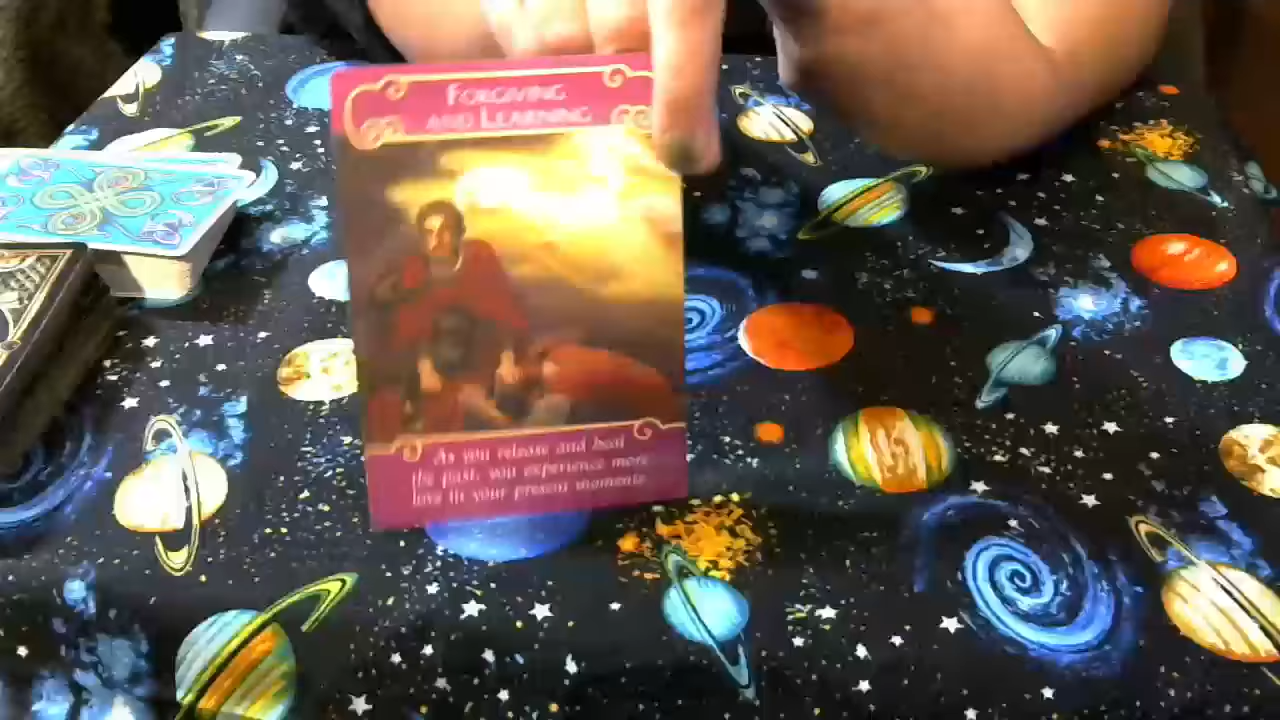 FORGIVING
AND LEARNING
As you release and heal
the past, you experience more
love in your present moments.